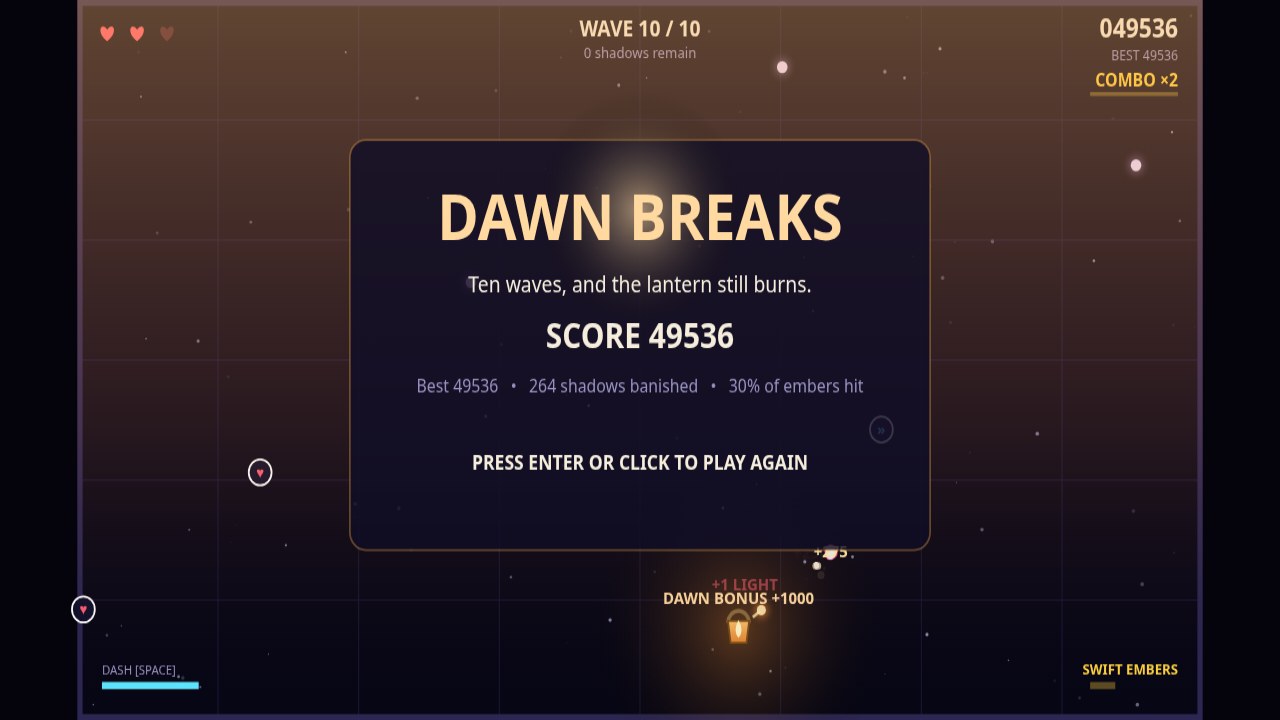 WAVE 10 / 10
0 shadows remain
049536
BEST 49536
COMBO ×2
DAWN BREAKS
Ten waves, and the lantern still burns.
SCORE 49536
Best 49536 • 264 shadows banished • 30% of embers hit
PRESS ENTER OR CLICK TO PLAY AGAIN
+1 LIGHT
DAWN BONUS +1000
DASH [SPACE]
SWIFT EMBERS